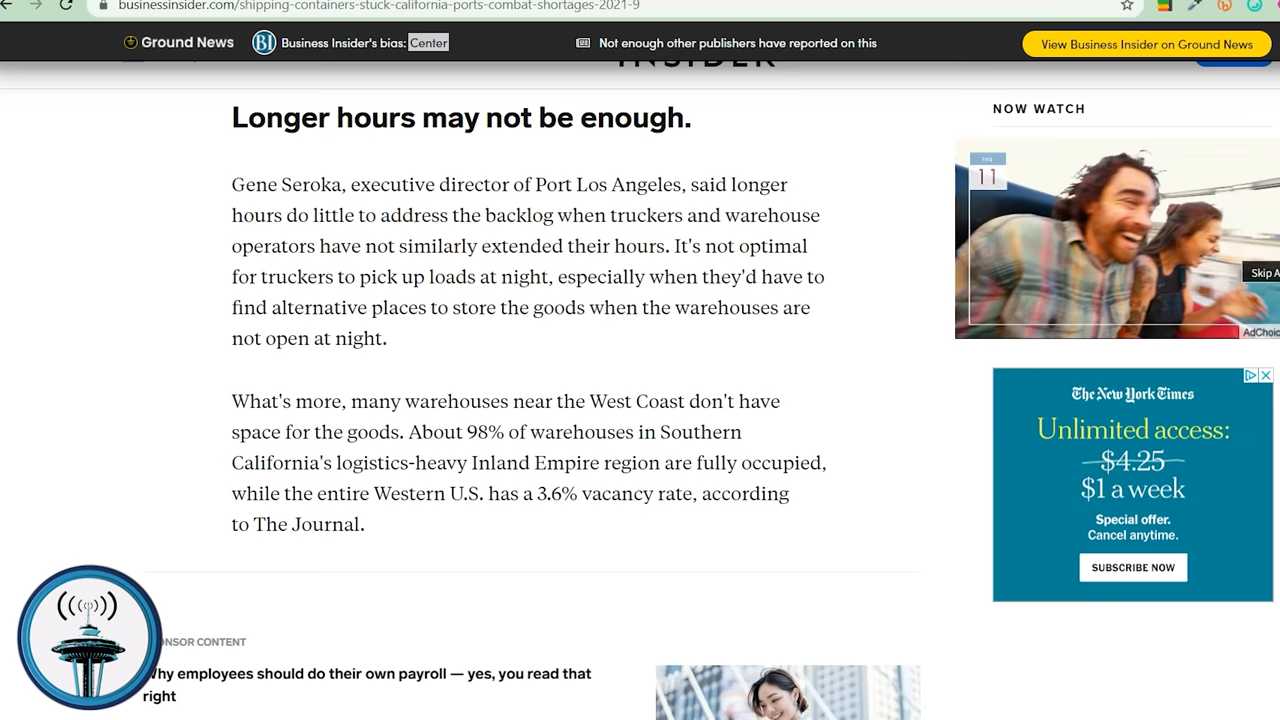 businessinsider.com/shipping-containers-stuck-california-ports-combat-shortages-2021-9
Ground News
BI
Business Insider's bias: Center
Not enough other publishers have reported on this
View Business Insider on Ground News
INSIDER
Longer hours may not be enough.
Gene Seroka, executive director of Port Los Angeles, said longer
hours do little to address the backlog when truckers and warehouse
operators have not similarly extended their hours. It's not optimal
for truckers to pick up loads at night, especially when they'd have to
find alternative places to store the goods when the warehouses are
not open at night.
What's more, many warehouses near the West Coast don't have
space for the goods. About 98% of warehouses in Southern
California's logistics-heavy Inland Empire region are fully occupied,
while the entire Western U.S. has a 3.6% vacancy rate, according
to The Journal.
NSOR CONTENT
Why employees should do their own payroll — yes, you read that
right
NOW WATCH
THU
11
Skip A
AdChoic
The New York Times
Unlimited access:
$4.25
$1 a week
Special offer.
Cancel anytime.
SUBSCRIBE NOW